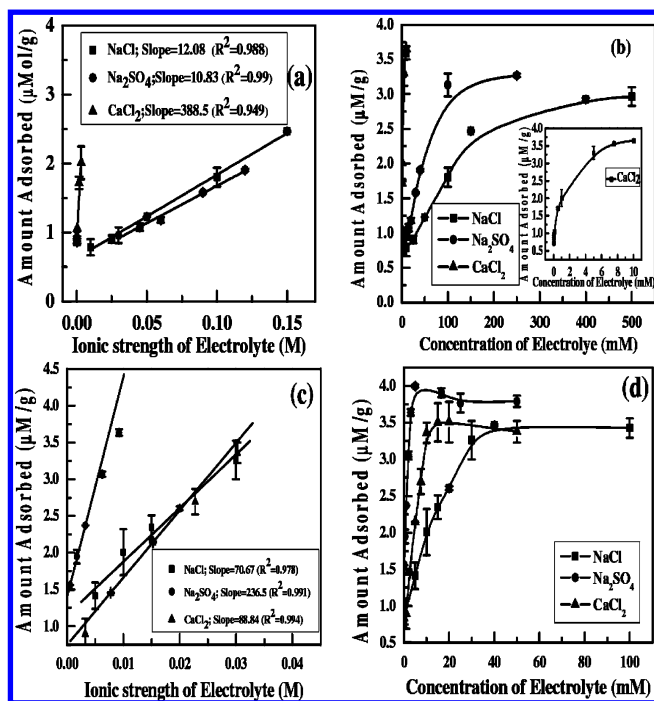 (a)
NaCl; Slope=12.08 (R²=0.988)
Na₂SO₄;Slope=10.83 (R²=0.99)
CaCl₂;Slope=388.5 (R²=0.949)
Amount Adsorbed (μMol/g)
4
3
2
1
0
0.00 0.05 0.10 0.15
Ionic strength of Electrolyte (M)
(b)
Amount Adsorbed (μM/g)
4.0
3.5
3.0
2.5
2.0
1.5
1.0
0.5
0.0
NaCl
Na₂SO₄
CaCl₂
0 100 200 300 400 500
Concentration of Electrolye (mM)
Amount Adsorbed (μM/g)
4.0
3.5
3.0
2.5
2.0
1.5
1.0
0.5
0.0
CaCl₂
0 2 4 6 8 10
Concentration of Electrolye (mM)
(c)
Amount Adsorbed (μM/g)
4.5
4.0
3.5
3.0
2.5
2.0
1.5
1.0
NaCl; Slope=70.67 (R²=0.978)
Na₂SO₄; Slope=236.5 (R²=0.991)
CaCl₂; Slope=88.84 (R²=0.994)
0.00 0.01 0.02 0.03 0.04
Ionic strength of Electrolyte (M)
(d)
Amount Adsorbed (μM/g)
4.0
3.5
3.0
2.5
2.0
1.5
1.0
0.5
0.0
NaCl
Na₂SO₄
CaCl₂
0 20 40 60 80 100
Concentration of Electrolyte (mM)